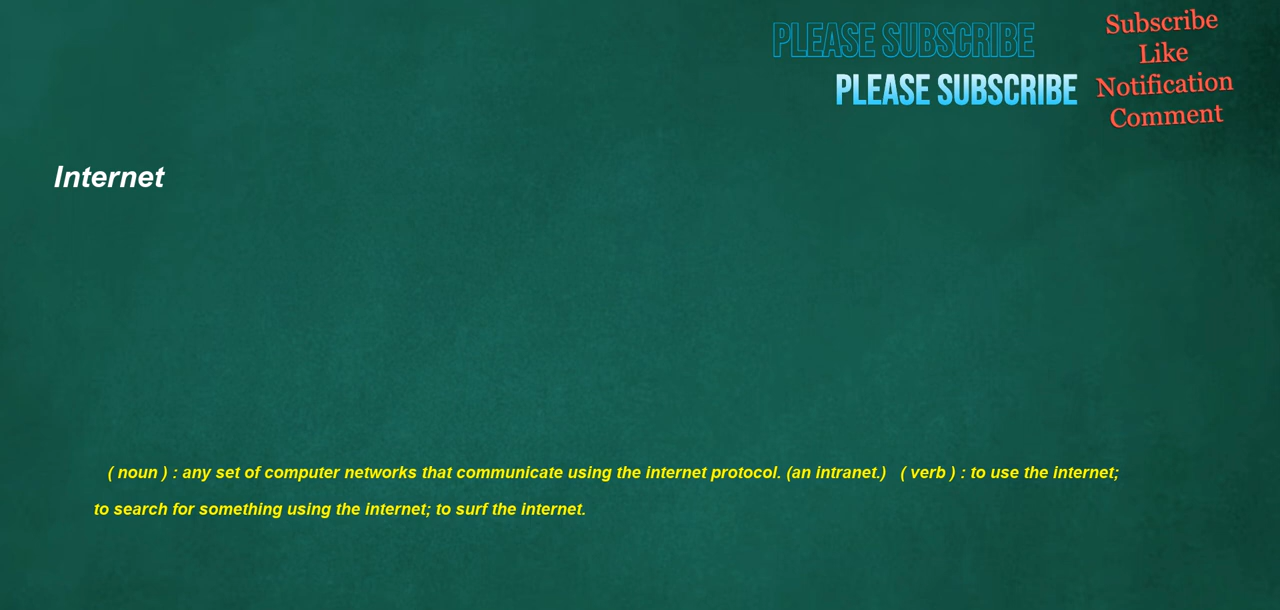 PLEASE SUBSCRIBE
PLEASE SUBSCRIBE
Subscribe
Like
Notification
Comment
Internet
( noun ) : any set of computer networks that communicate using the internet protocol. (an intranet.) ( verb ) : to use the internet;
to search for something using the internet; to surf the internet.